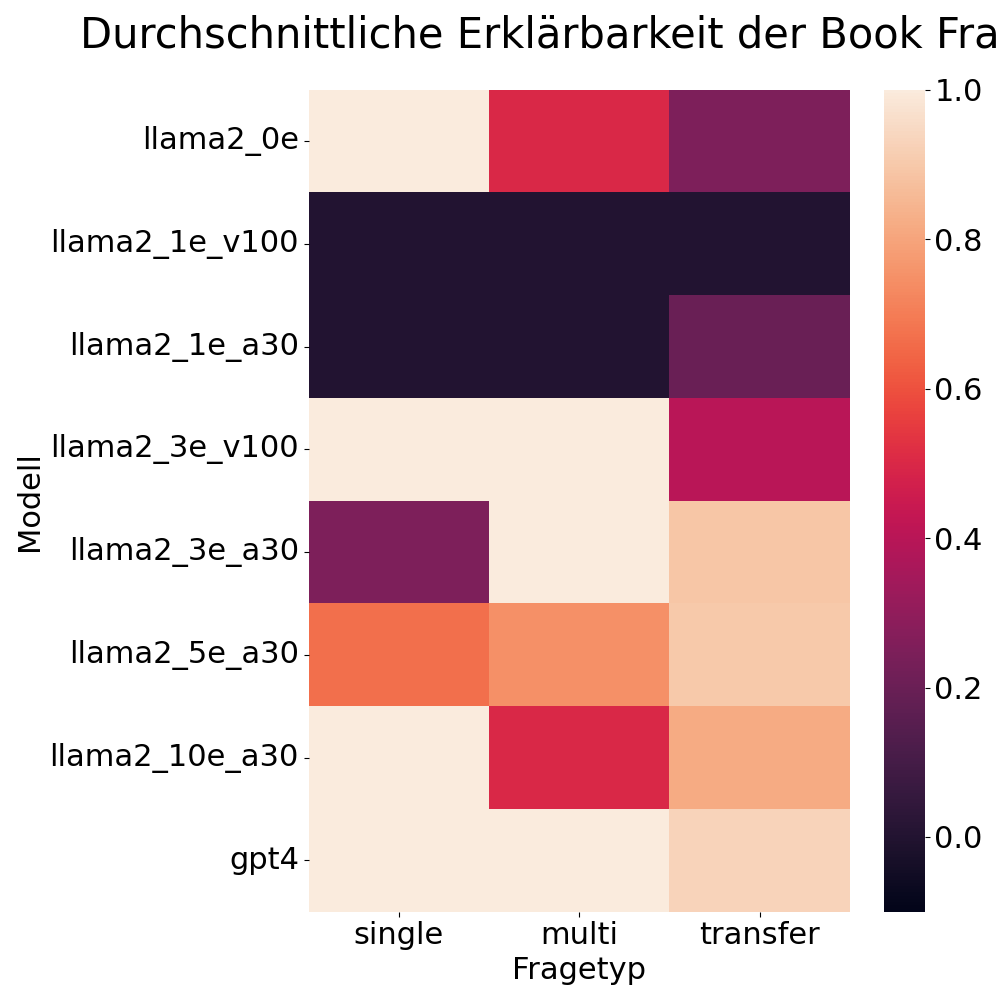 Durchschnittliche Erklärbarkeit der Book Fra
llama2_0e
llama2_1e_v100
llama2_1e_a30
llama2_3e_v100
llama2_3e_a30
llama2_5e_a30
llama2_10e_a30
gpt4
Modell
single multi transfer
Fragetyp
1.0
0.8
0.6
0.4
0.2
0.0